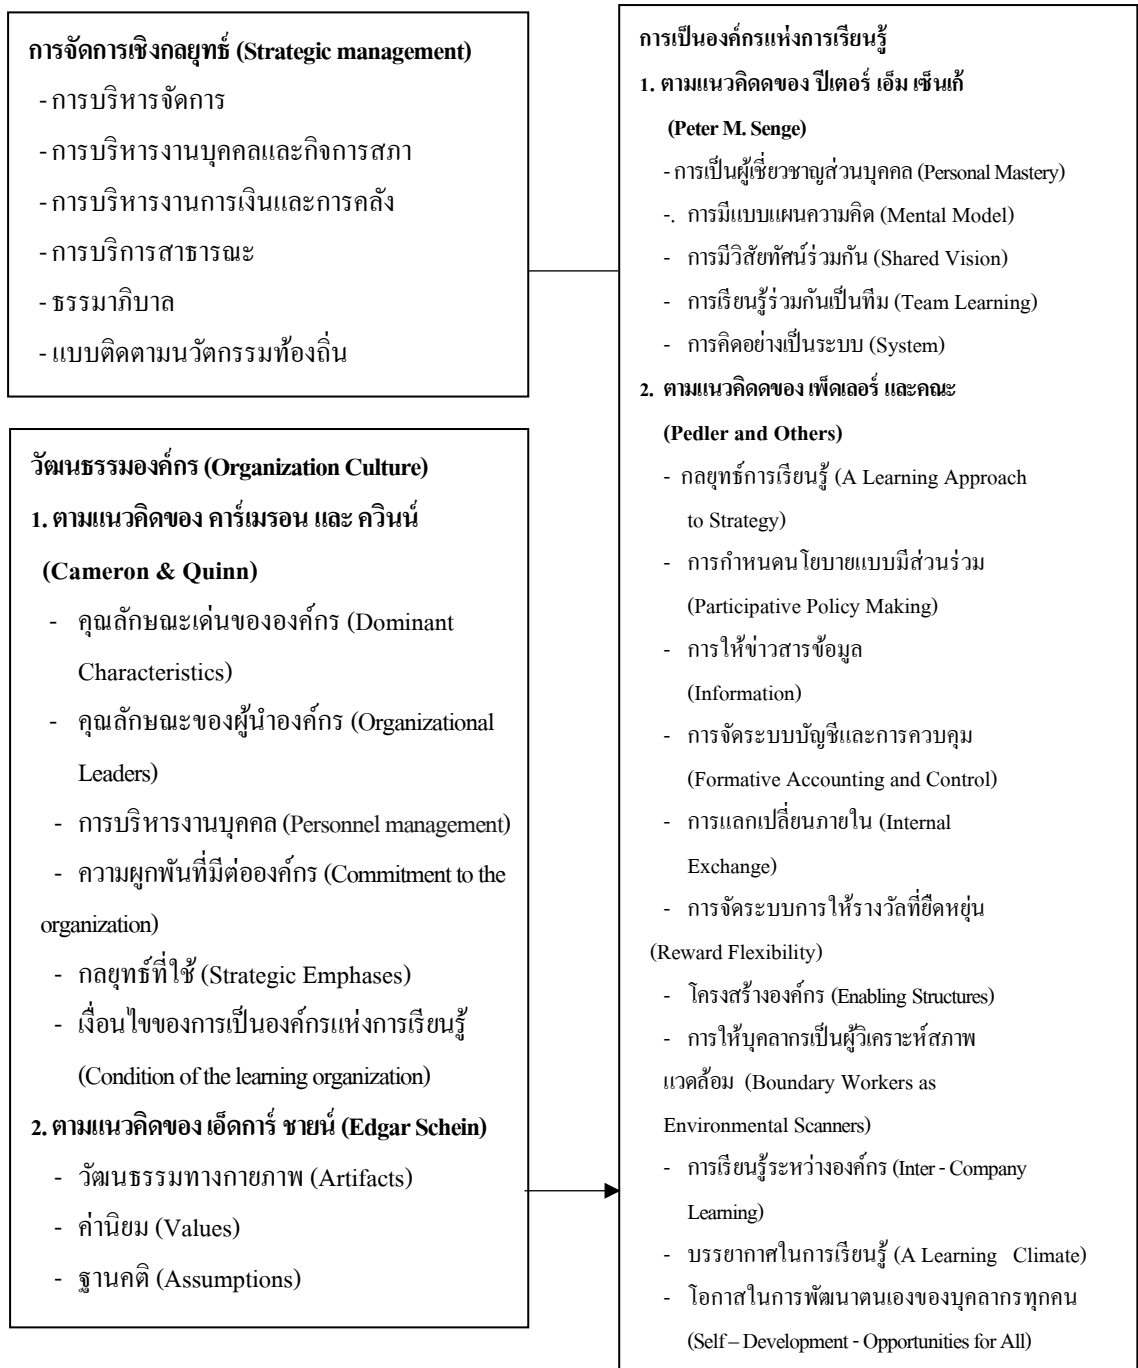 การจัดการเชิงกลยุทธ์ (Strategic management)
- การบริหารจัดการ
- การบริหารงานบุคคลและกิจการสภา
- การบริหารงานการเงินและการคลัง
- การบริการสาธารณะ
- ธรรมาภิบาล
- แบบติดตามนวัตกรรมท้องถิ่น
วัฒนธรรมองค์กร (Organization Culture)
1. ตามแนวคิดของ คาร์เมรอน และ ควินน์
(Cameron & Quinn)
- คุณลักษณะเด่นขององค์กร (Dominant
Characteristics)
- คุณลักษณะของผู้นำองค์กร (Organizational
Leaders)
- การบริหารงานบุคคล (Personnel management)
- ความผูกพันที่มีต่อองค์กร (Commitment to the
organization)
- กลยุทธ์ที่ใช้ (Strategic Emphases)
- เงื่อนไขของการเป็นองค์กรแห่งการเรียนรู้
(Condition of the learning organization)
2. ตามแนวคิดของ เอ็ดการ์ ชายน์ (Edgar Schein)
- วัฒนธรรมทางกายภาพ (Artifacts)
- ค่านิยม (Values)
- ฐานคติ (Assumptions)
การเป็นองค์กรแห่งการเรียนรู้
1. ตามแนวคิดดของ ปีเตอร์ เอ็ม เซ็นเก้
(Peter M. Senge)
- การเป็นผู้เชี่ยวชาญส่วนบุคคล (Personal Mastery)
-. การมีแบบแผนความคิด (Mental Model)
- การมีวิสัยทัศน์ร่วมกัน (Shared Vision)
- การเรียนรู้ร่วมกันเป็นทีม (Team Learning)
- การคิดอย่างเป็นระบบ (System)
2. ตามแนวคิดดของ เพ็ดเลอร์ และคณะ
(Pedler and Others)
- กลยุทธ์การเรียนรู้ (A Learning Approach
to Strategy)
- การกำหนดนโยบายแบบมีส่วนร่วม
(Participative Policy Making)
- การให้ข่าวสารข้อมูล
(Information)
- การจัดระบบบัญชีและการควบคุม
(Formative Accounting and Control)
- การแลกเปลี่ยนภายใน (Internal
Exchange)
- การจัดระบบการให้รางวัลที่ยืดหยุ่น
(Reward Flexibility)
- โครงสร้างองค์กร (Enabling Structures)
- การให้บุคลากรเป็นผู้วิเคราะห์สภาพ
แวดล้อม (Boundary Workers as
Environmental Scanners)
- การเรียนรู้ระหว่างองค์กร (Inter - Company
Learning)
- บรรยากาศในการเรียนรู้ (A Learning Climate)
- โอกาสในการพัฒนาตนเองของบุคลากรทุกคน
(Self – Development - Opportunities for All)